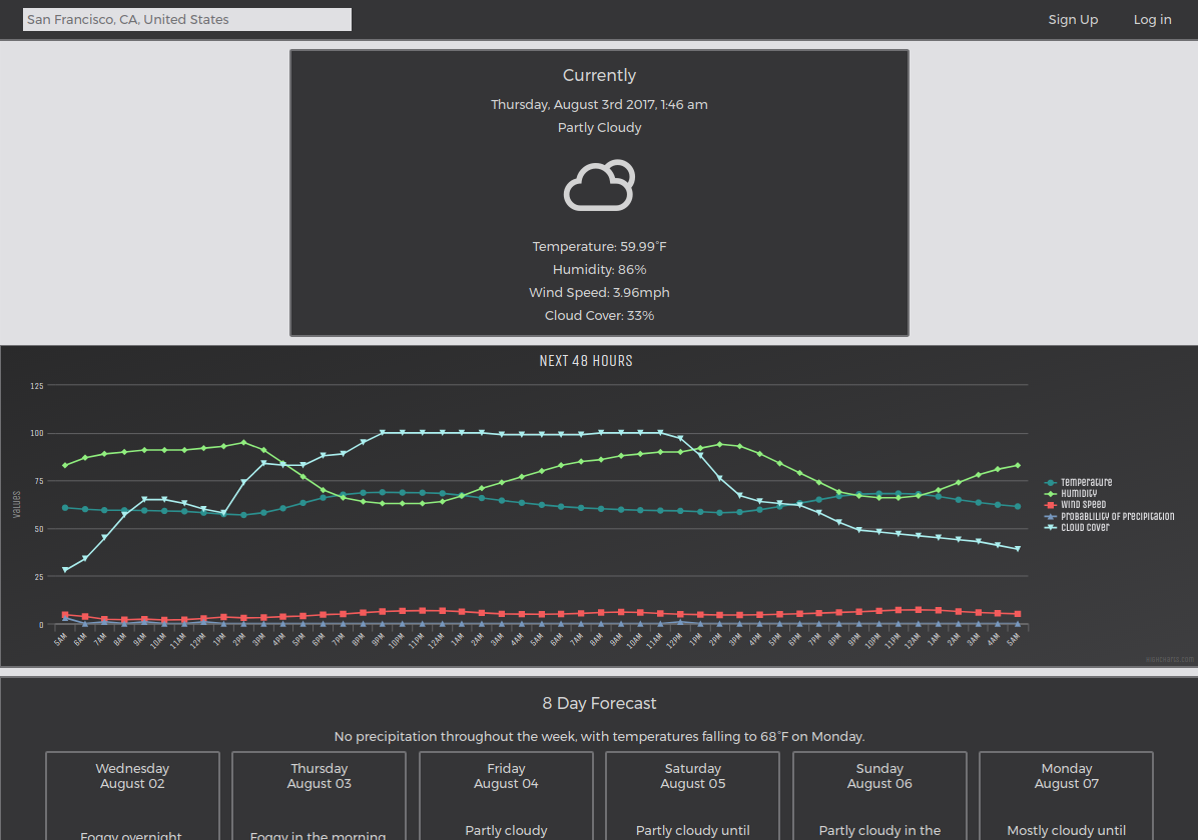 San Francisco, CA, United States
Sign Up
Log in
Currently
Thursday, August 3rd 2017, 1:46 am
Partly Cloudy
Temperature: 59.99°F
Humidity: 86%
Wind Speed: 3.96mph
Cloud Cover: 33%
NEXT 48 HOURS
125
100
75
50
25
0
Values
5AM 6AM 7AM 8AM 9AM 10AM 11AM 12PM 1PM 2PM 3PM 4PM 5PM 6PM 7PM 8PM 9PM 10PM 11PM 12AM 1AM 2AM 3AM 4AM 5AM 6AM 7AM 8AM 9AM 10AM 11AM 12PM 1PM 2PM 3PM 4PM 5PM 6PM 7PM 8PM 9PM 10PM 11PM 12AM 1AM 2AM 3AM 4AM 5AM
Temperature
Humidity
Wind Speed
Probablility of Precipitation
Cloud Cover
Highcharts.com
8 Day Forecast
No precipitation throughout the week, with temperatures falling to 68°F on Monday.
Wednesday
August 02
Foggy overnight
Thursday
August 03
Foggy in the morning
Friday
August 04
Partly cloudy
Saturday
August 05
Partly cloudy until
Sunday
August 06
Partly cloudy in the
Monday
August 07
Mostly cloudy until